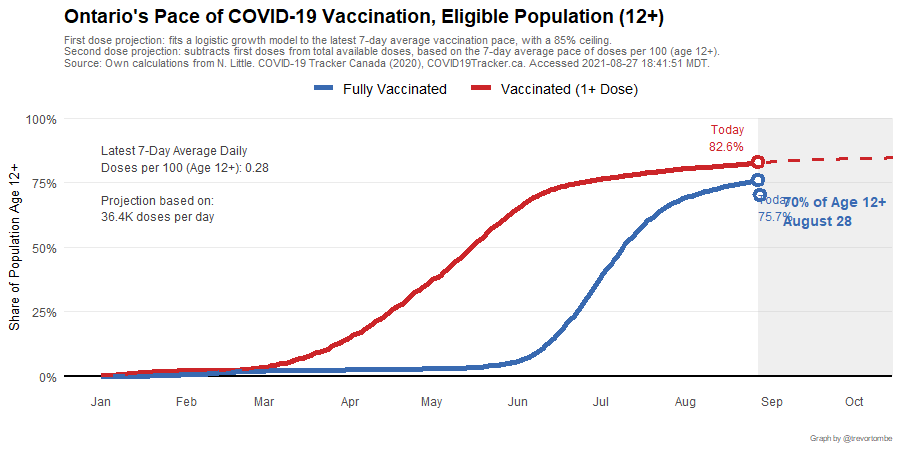 Ontario's Pace of COVID-19 Vaccination, Eligible Population (12+)
First dose projection: fits a logistic growth model to the latest 7-day average vaccination pace, with a 85% ceiling.
Second dose projection: subtracts first doses from total available doses, based on the 7-day average pace of doses per 100 (age 12+).
Source: Own calculations from N. Little. COVID-19 Tracker Canada (2020), COVID19Tracker.ca. Accessed 2021-08-27 18:41:51 MDT.
Fully Vaccinated
Vaccinated (1+ Dose)
Share of Population Age 12+
100%
75%
50%
25%
0%
Latest 7-Day Average Daily
Doses per 100 (Age 12+): 0.28
Projection based on:
36.4K doses per day
Today
82.6%
Today
75.7%
70% of Age 12+
August 28
Jan Feb Mar Apr May Jun Jul Aug Sep Oct
Graph by @trevortombe